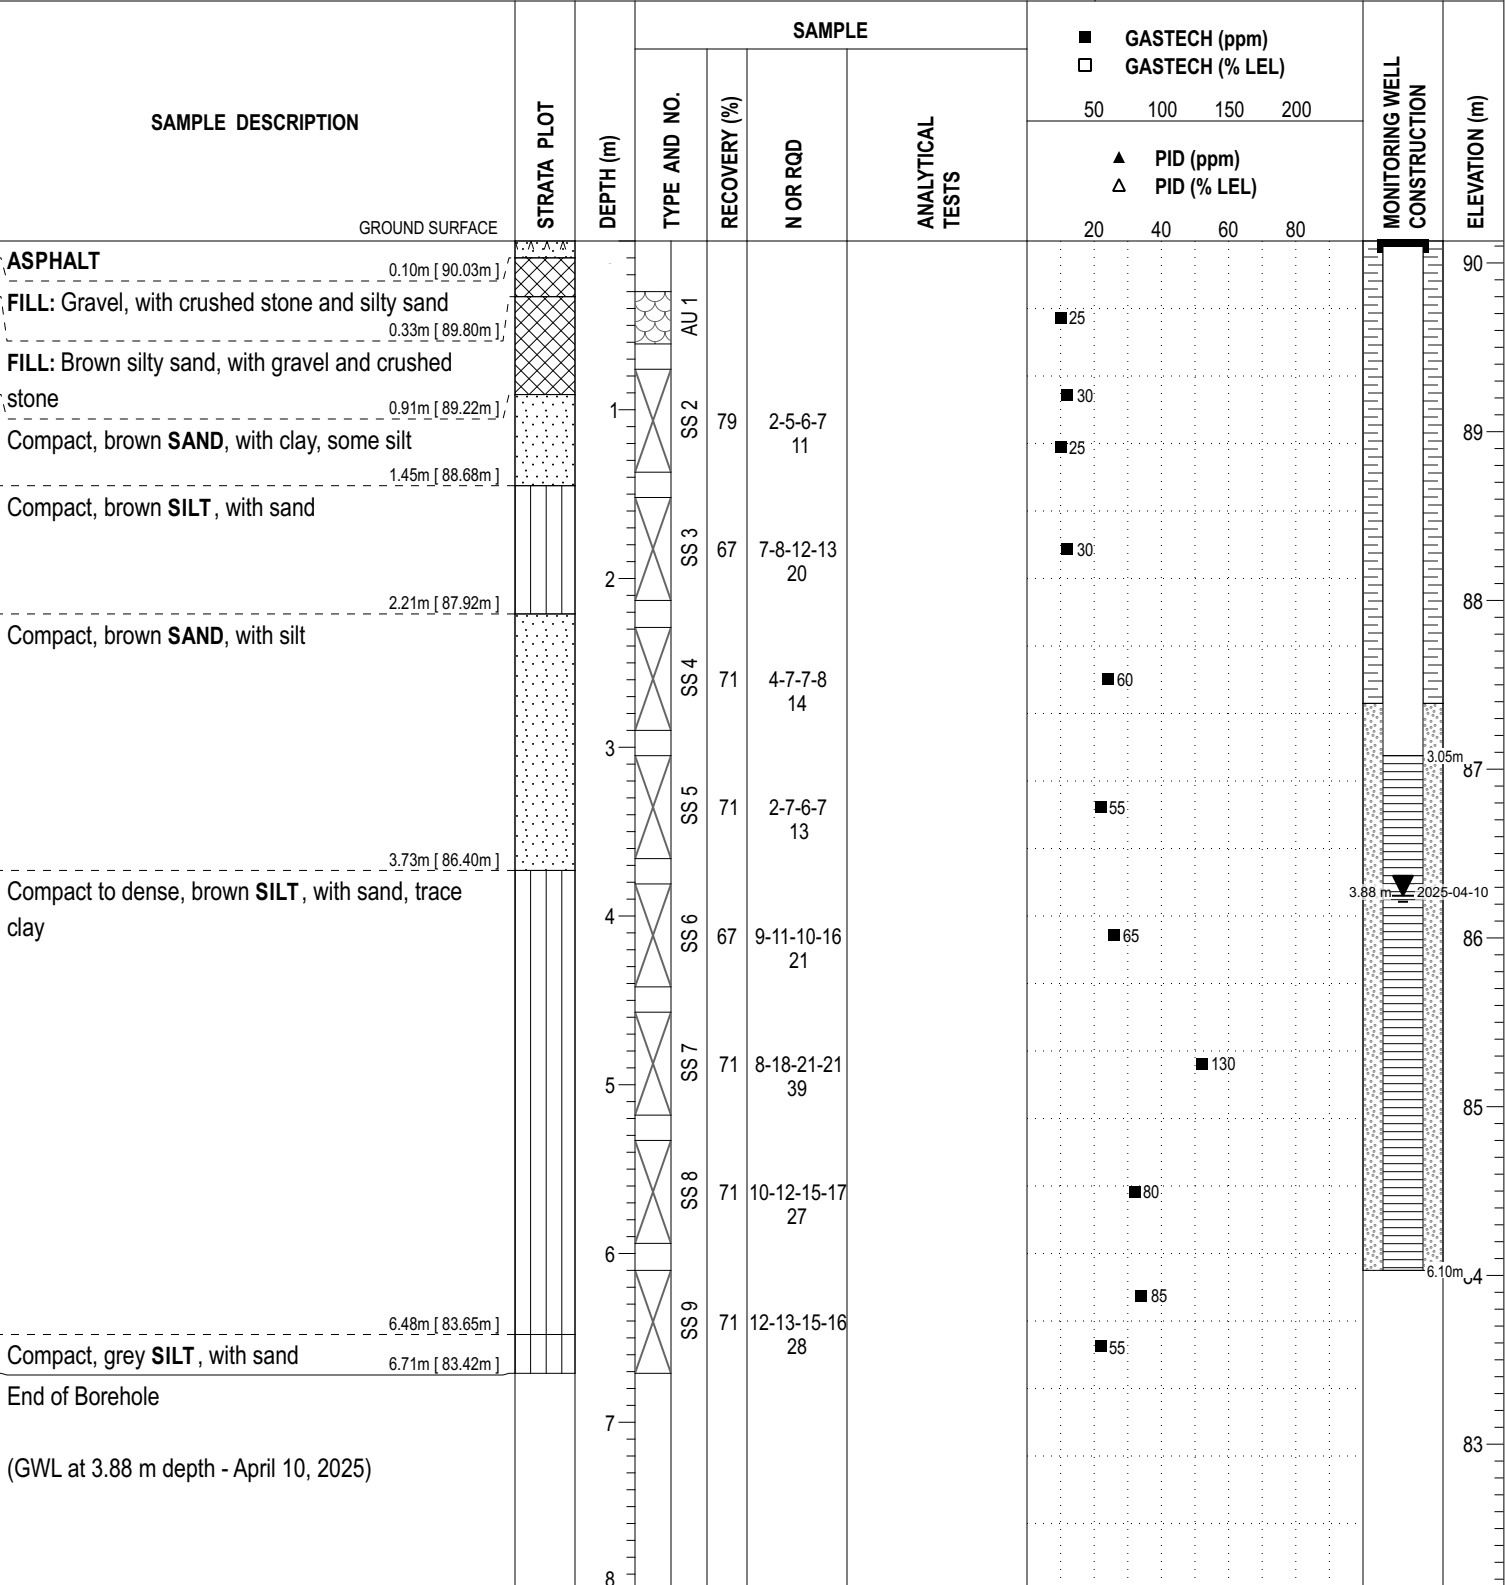 SAMPLE DESCRIPTION
GROUND SURFACE
STRATA PLOT
DEPTH (m)
SAMPLE
TYPE AND NO.
RECOVERY (%)
N OR RQD
ANALYTICAL
TESTS
■ GASTECH (ppm)
□ GASTECH (% LEL)
50 100 150 200
▲ PID (ppm)
△ PID (% LEL)
20 40 60 80
MONITORING WELL
CONSTRUCTION
ELEVATION (m)
ASPHALT
0.10m [ 90.03m ]
FILL: Gravel, with crushed stone and silty sand
0.33m [ 89.80m ]
FILL: Brown silty sand, with gravel and crushed
stone
0.91m [ 89.22m ]
Compact, brown SAND, with clay, some silt
1.45m [ 88.68m ]
Compact, brown SILT, with sand
2.21m [ 87.92m ]
Compact, brown SAND, with silt
3.73m [ 86.40m ]
Compact to dense, brown SILT, with sand, trace
clay
6.48m [ 83.65m ]
Compact, grey SILT, with sand
6.71m [ 83.42m ]
End of Borehole
(GWL at 3.88 m depth - April 10, 2025)
1
2
3
4
5
6
7
8
AU 1
SS 2 79 2-5-6-7
11
SS 3 67 7-8-12-13
20
SS 4 71 4-7-7-8
14
SS 5 71 2-7-6-7
13
SS 6 67 9-11-10-16
21
SS 7 71 8-18-21-21
39
SS 8 71 10-12-15-17
27
SS 9 71 12-13-15-16
28
25
30
25
30
60
55
65
130
80
85
55
3.05m
3.88 m 2025-04-10
6.10m
90
89
88
87
86
85
84
83